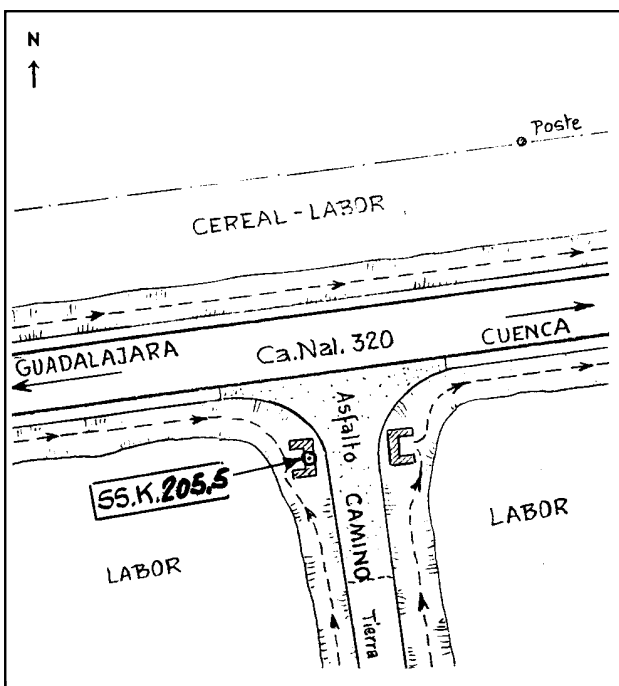 N
Poste
CEREAL-LABOR
GUADALAJARA
Ca.Nal. 320
CUENCA
Asfalto
CAMINO
Tierra
SS.K.205,5
LABOR
LABOR